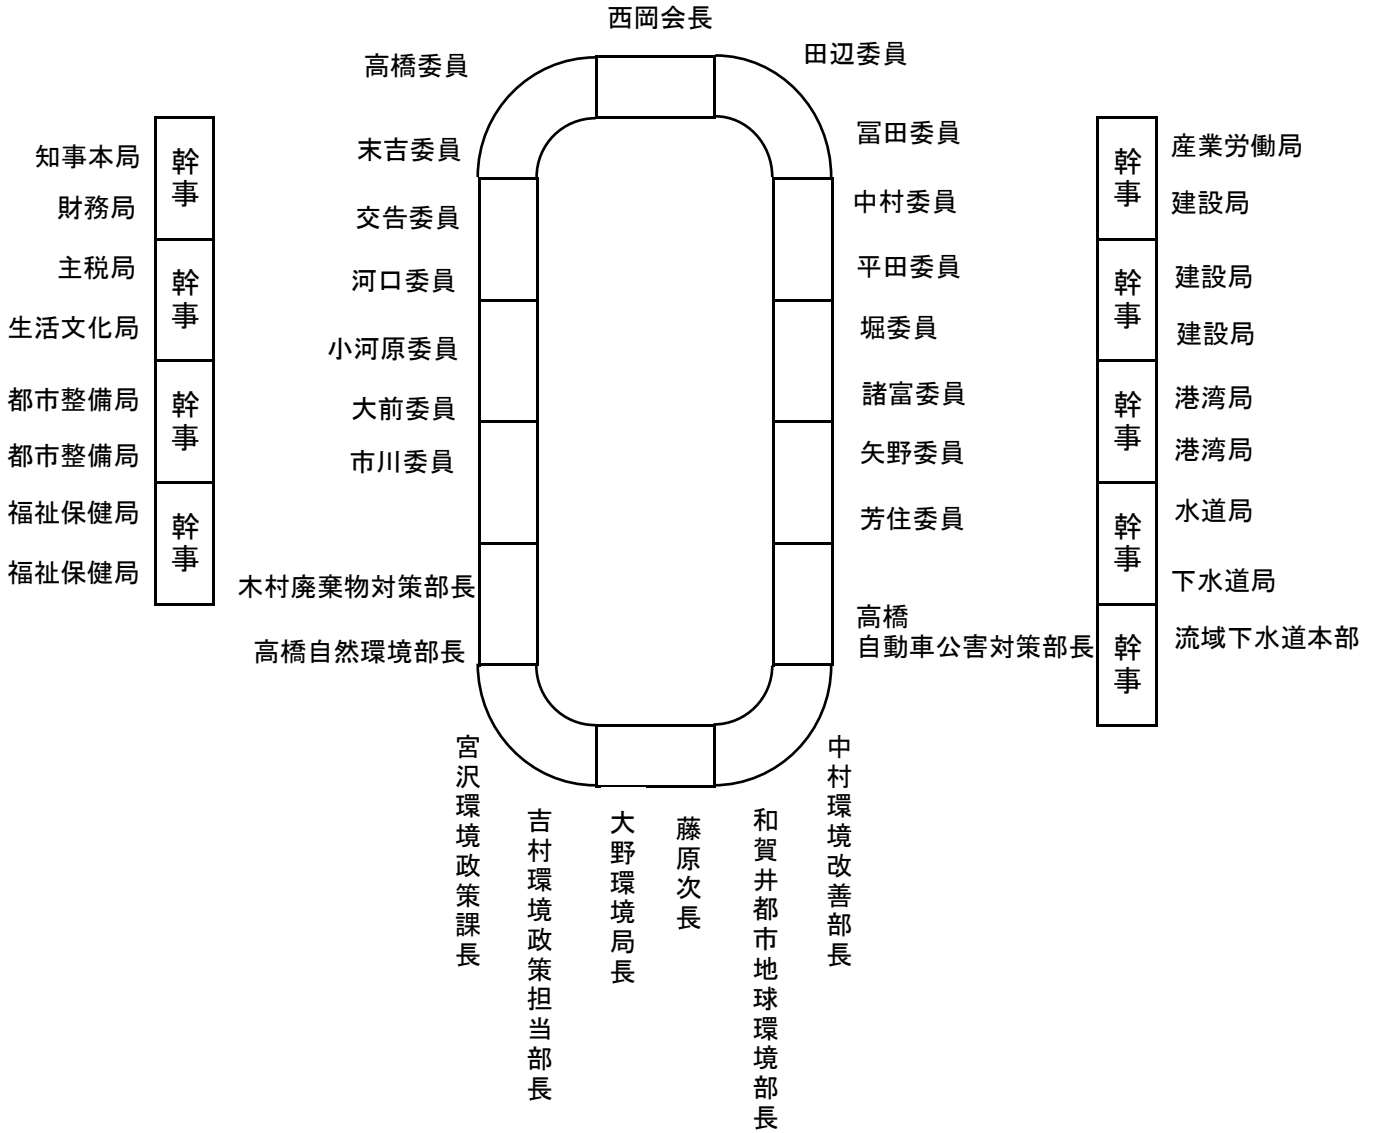 西岡会長
高橋委員
田辺委員
末吉委員
交告委員
河口委員
小河原委員
大前委員
市川委員
木村廃棄物対策部長
高橋自然環境部長
冨田委員
中村委員
平田委員
堀委員
諸富委員
矢野委員
芳住委員
高橋
自動車公害対策部長
知事本局
財務局
主税局
生活文化局
都市整備局
都市整備局
福祉保健局
福祉保健局
幹事
幹事
幹事
幹事
幹事
幹事
幹事
幹事
幹事
産業労働局
建設局
建設局
建設局
港湾局
港湾局
水道局
下水道局
流域下水道本部
宮沢環境政策課長
吉村環境政策担当部長
大野環境局長
藤原次長
和賀井都市地球環境部長
中村環境改善部長